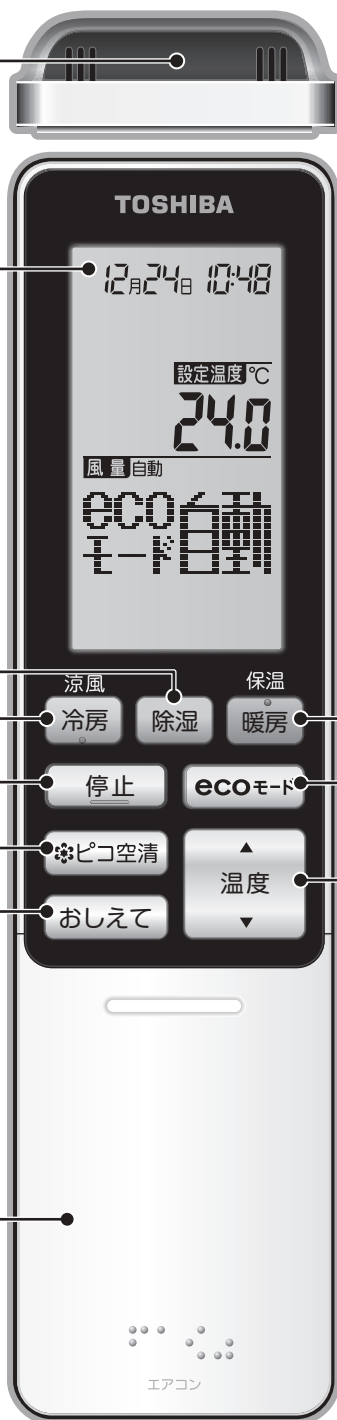 TOSHIBA
12月24日 10:48
設定温度 ℃
24.0
風量 自動
eco自動
モード
涼風 保温
冷房 除湿 暖房
停止 ecoモード
ピコ空清 ▲
温度
おしえて ▼
エアコン